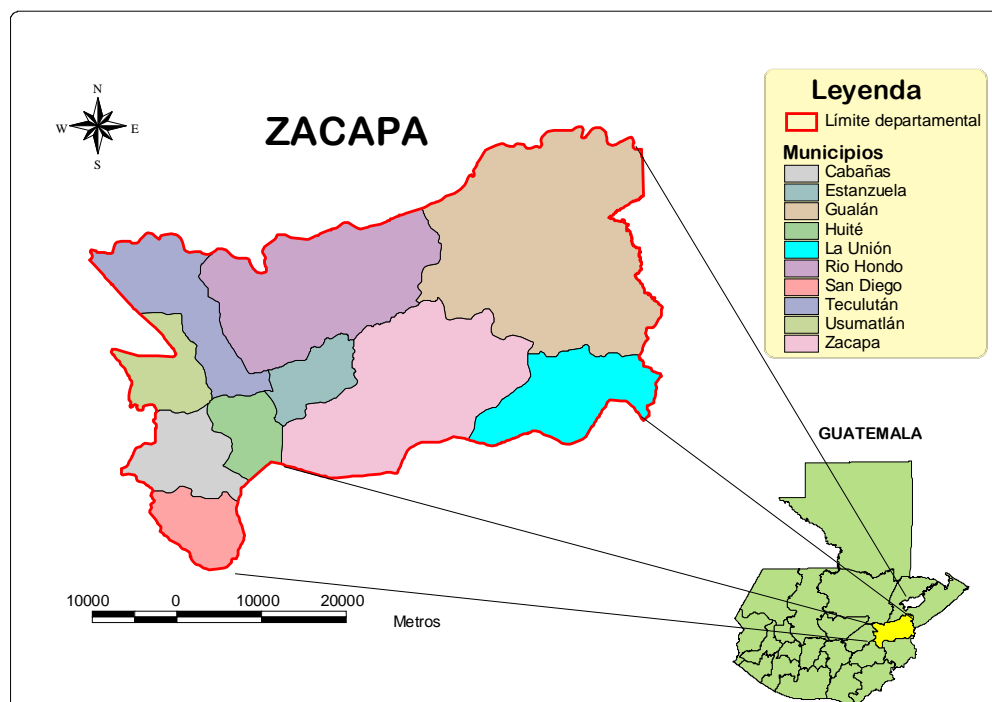 N
W E
S
ZACAPA
Leyenda
Límite departamental
Municipios
Cabañas
Estanzuela
Gualán
Huité
La Unión
Rio Hondo
San Diego
Teculután
Usumatlán
Zacapa
GUATEMALA
10000 0 10000 20000
Metros